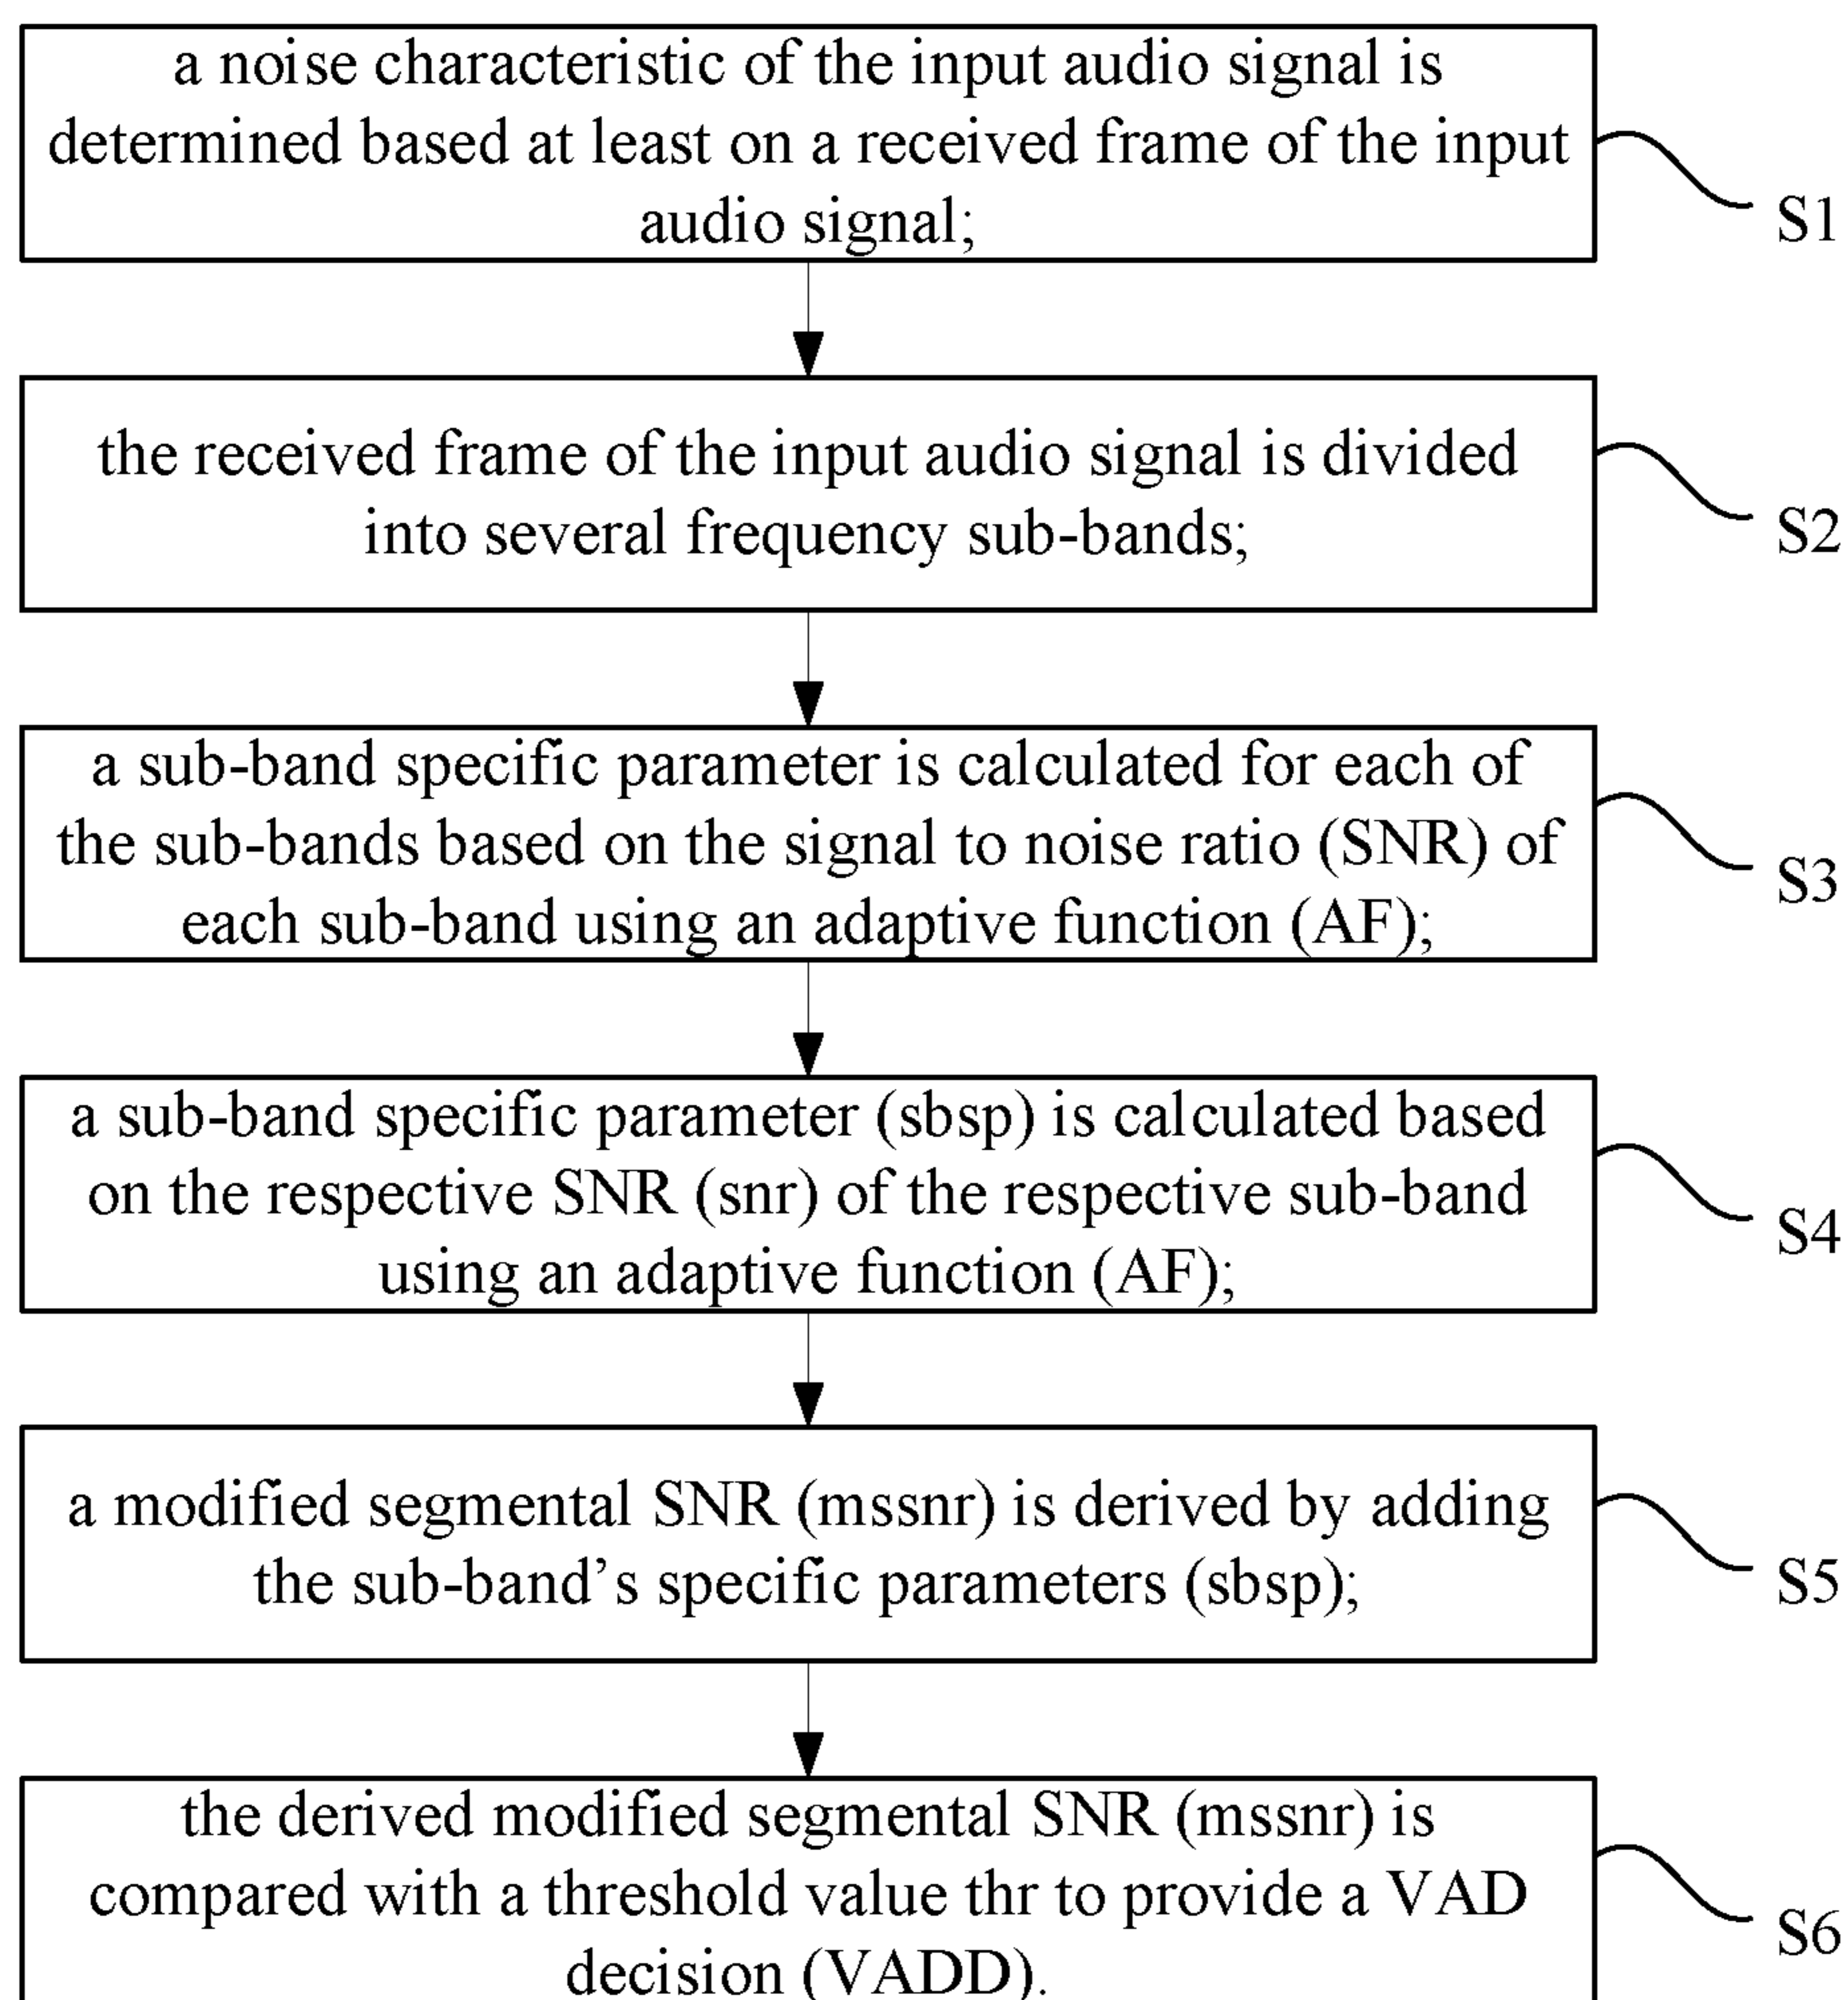 a noise characteristic of the input audio signal is
determined based at least on a received frame of the input
audio signal;
S1
the received frame of the input audio signal is divided
into several frequency sub-bands;
S2
a sub-band specific parameter is calculated for each of
the sub-bands based on the signal to noise ratio (SNR) of
each sub-band using an adaptive function (AF);
S3
a sub-band specific parameter (sbsp) is calculated based
on the respective SNR (snr) of the respective sub-band
using an adaptive function (AF);
S4
a modified segmental SNR (mssnr) is derived by adding
the sub-band’s specific parameters (sbsp);
S5
the derived modified segmental SNR (mssnr) is
compared with a threshold value thr to provide a VAD
decision (VADD).
S6